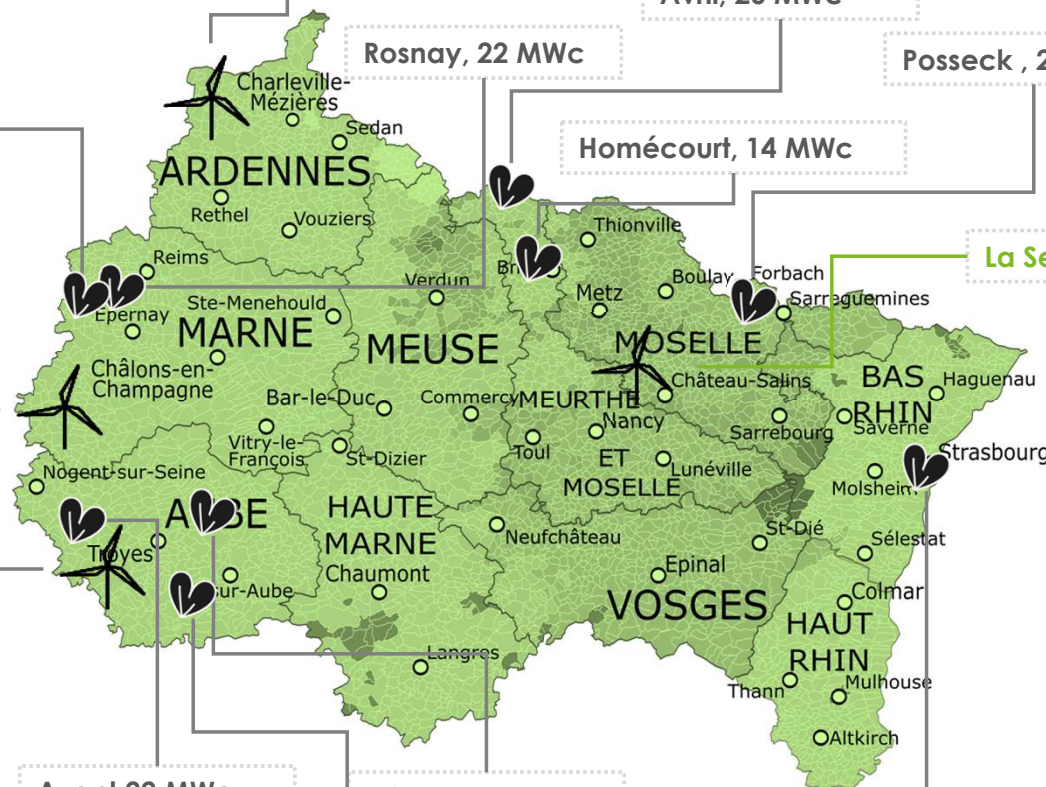 Rosnay, 22 MWc
Posseck , 2
Homécourt, 14 MWc
La Se
Charleville-
Mézières
Sedan
ARDENNES
Rethel
Vouziers
Reims
Epernay
Ste-Menehould
MARNE
Châlons-en-
Champagne
Vitry-le-
François
Verdun
MEUSE
Bar-le-Duc
Commercy
St-Dizier
Thionville
Br
Metz
Boulay
Forbach
Sarreguemines
MOSELLE
Château-Salins
Sarrebourg
MEURTHE
Nancy
Toul
ET
Lunéville
MOSELLE
BAS
RHIN
Haguenau
Saverne
Strasbourg
Molsheim
Sélestat
Nogent-sur-Seine
A BE
Troyes
sur-Aube
HAUTE
MARNE
Chaumont
Langres
Neufchâteau
St-Dié
Epinal
VOSGES
Colmar
HAUT
RHIN
Thann
Mulhouse
Altkirch